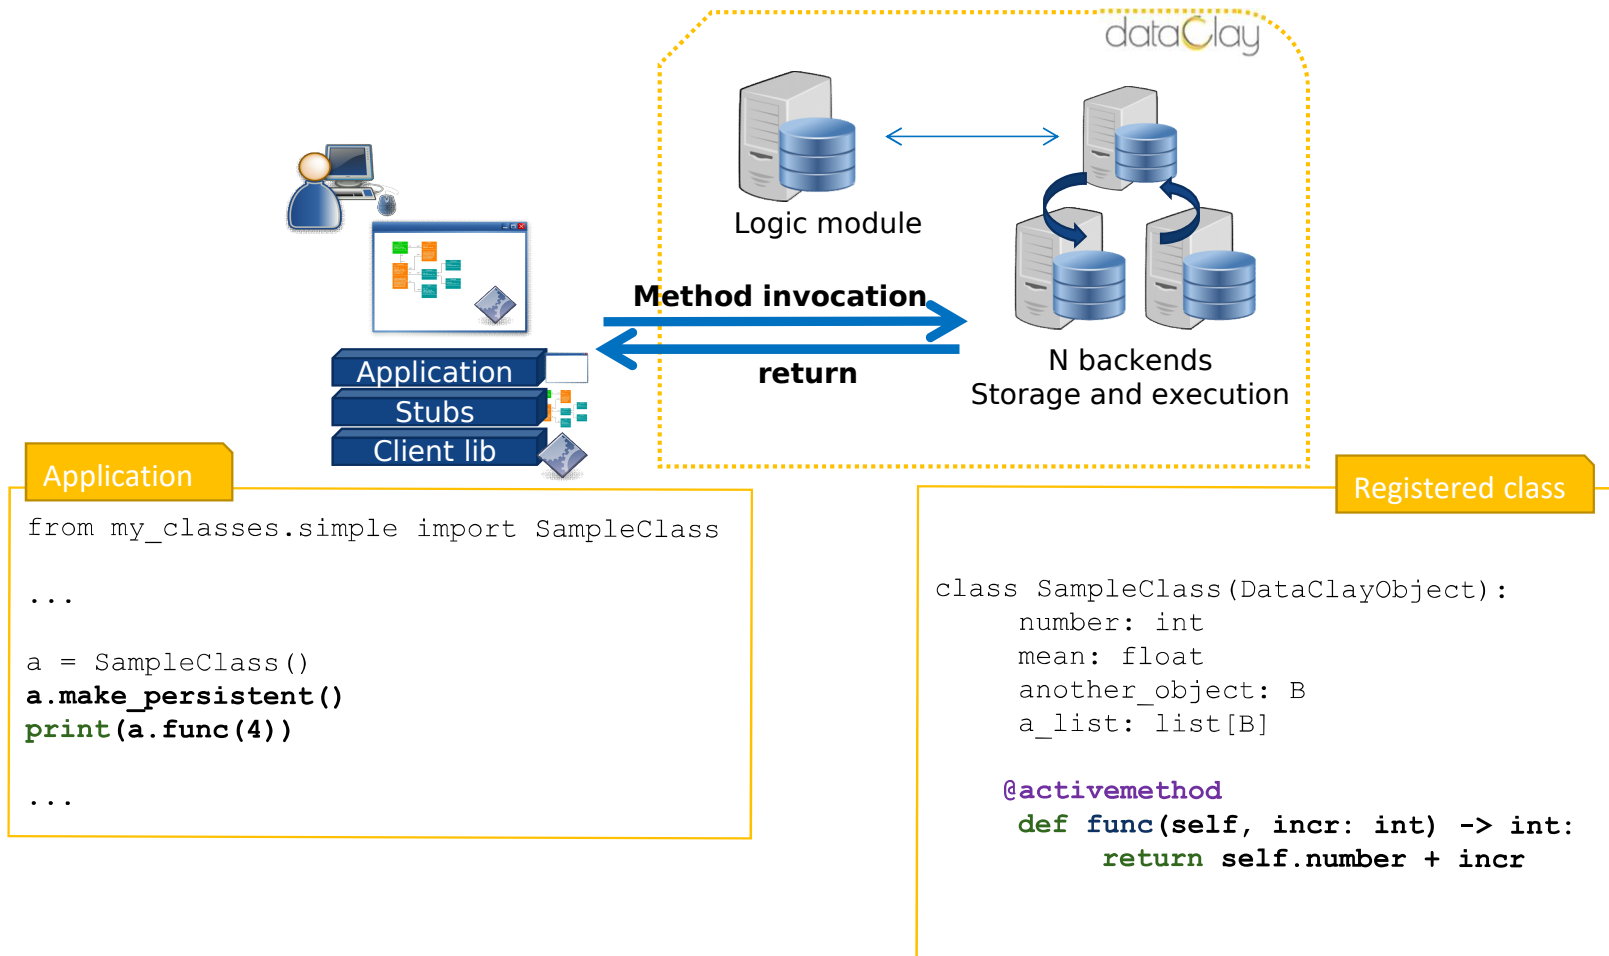 dataClay
Logic module
Method invocation
return
N backends
Storage and execution
Application
Stubs
Client lib
Application
from my_classes.simple import SampleClass
...
a = SampleClass()
a.make_persistent()
print(a.func(4))
...
Registered class
class SampleClass(DataClayObject):
number: int
mean: float
another_object: B
a_list: list[B]
@activemethod
def func(self, incr: int) -> int:
return self.number + incr